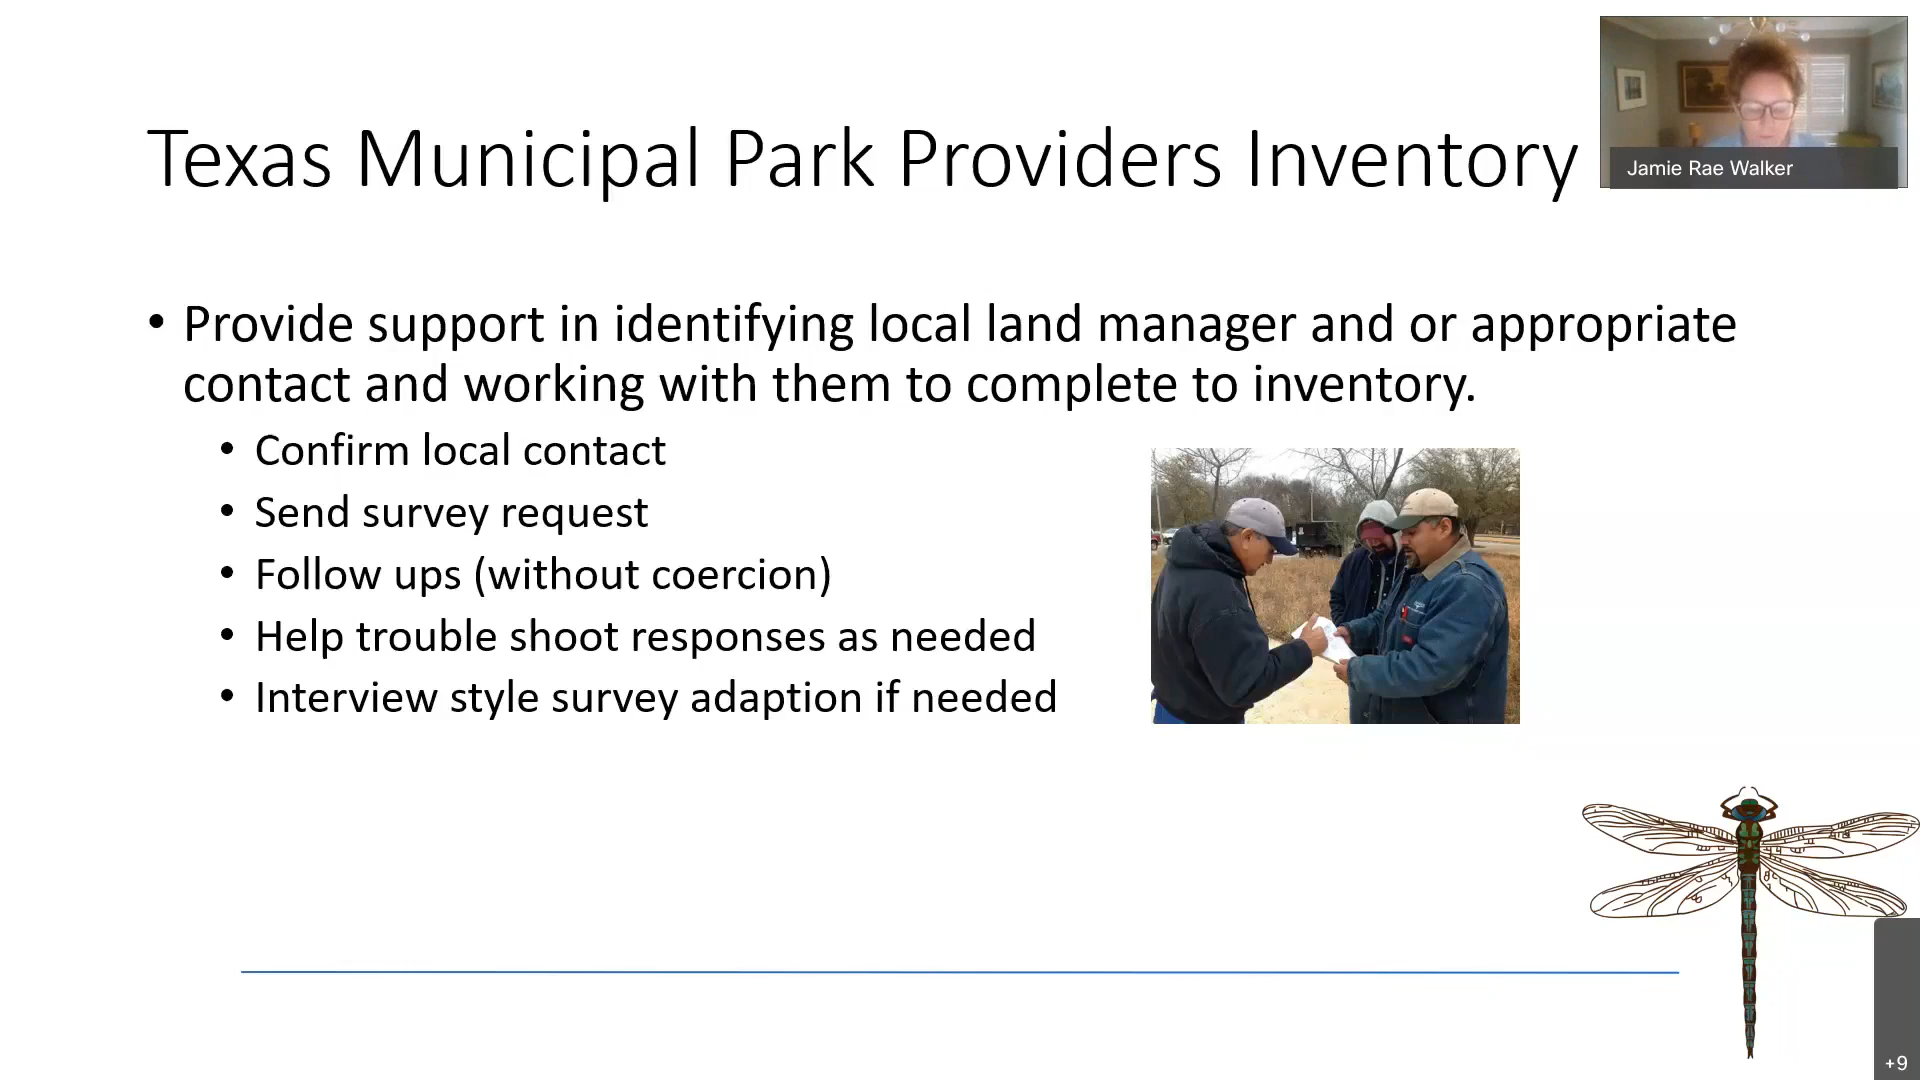 Texas Municipal Park Providers Inventory
Jamie Rae Walker
• Provide support in identifying local land manager and or appropriate
contact and working with them to complete to inventory.
• Confirm local contact
• Send survey request
• Follow ups (without coercion)
• Help trouble shoot responses as needed
• Interview style survey adaption if needed
+9